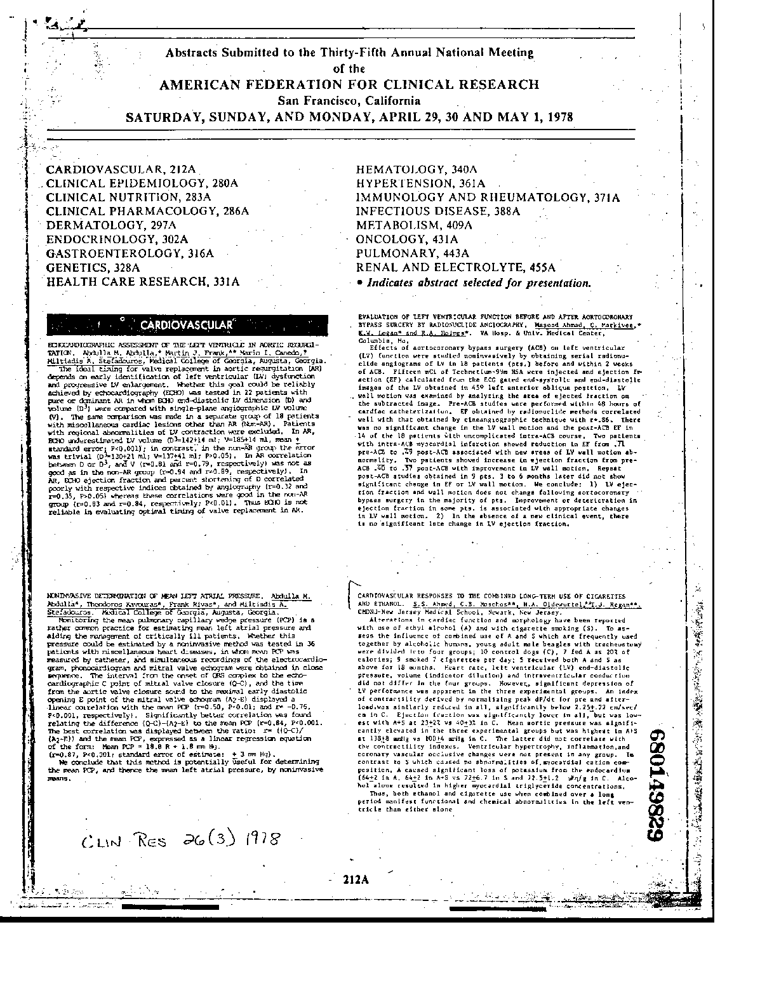 Abstracts Submitted to the Thirty-Fifth Annual National Meeting
of the
AMERICAN FEDERATION FOR CLINICAL RESEARCH
San Francisco, California
SATURDAY, SUNDAY, AND MONDAY, APRIL 29, 30 AND MAY 1, 1978
CARDIOVASCULAR, 212A
CLINICAL EPIDEMIOLOGY, 280A
CLINICAL NUTRITION, 283A
CLINICAL PHARMACOLOGY, 286A
DERMATOLOGY, 297A
ENDOCRINOLOGY, 302A
GASTROENTEROLOGY, 316A
GENETICS, 328A
HEALTH CARE RESEARCH, 331A
HEMATOLOGY, 340A
HYPERTENSION, 361A
IMMUNOLOGY AND RHEUMATOLOGY, 371A
INFECTIOUS DISEASE, 388A
METABOLISM, 409A
ONCOLOGY, 431A
PULMONARY, 443A
RENAL AND ELECTROLYTE, 455A
• Indicates abstract selected for presentation.
CARDIOVASCULAR
ECHOCARDIOGRAPHIC ASSESSMENT OF THE LEFT VENTRICLE IN AORTIC REGURGI-
TATION. Abdulla M. Abdulla,* Martin J. Frank,** Mario I. Canedo,*
Miltiadis A. Stefadouros, Medical College of Georgia, Augusta, Georgia.
The ideal timing for valve replacement in aortic regurgitation (AR)
depends on early identification of left ventricular (LV) dysfunction
and progressive LV enlargement. Whether this goal could be reliably
achieved by echocardiography (ECHO) was tested in 22 patients with
pure or dominant AR in whom ECHO end-diastolic LV dimension (D) and
volume (D³) were compared with single-plane angiographic LV volume
(V). The same comparison was made in a separate group of 18 patients
with miscellaneous cardiac lesions other than AR (Non-AR). Patients
with regional abnormalities of LV contraction were excluded. In AR,
ECHO underestimated LV volume (D³=142±14 ml; V=185±14 ml, mean ±
standard error; P<0.001); in contrast, in the non-AR group the error
was trivial (D³=130±21 ml; V=137±41 ml; P>0.05). In AR correlation
between D or D³, and V (r=0.81 and r=0.79, respectively) was not as
good as in the non-AR group (r=0.94 and r=0.89, respectively). In
AR, ECHO ejection fraction and percent shortening of D correlated
poorly with respective indices obtained by angiography (r=0.32 and
r=0.35, P>0.05) whereas these correlations were good in the non-AR
group (r=0.83 and r=0.84, respectively; P<0.01). Thus ECHO is not
reliable in evaluating optimal timing of valve replacement in AR.
NONINVASIVE DETERMINATION OF MEAN LEFT ATRIAL PRESSURE. Abdulla M.
Abdulla*, Thodoros Kavouras*, Frank Rivas*, and Miltiadis A.
Stefadouros. Medical College of Georgia, Augusta, Georgia.
Monitoring the mean pulmonary capillary wedge pressure (PCP) is a
rather common practice for estimating mean left atrial pressure and
aiding the management of critically ill patients. Whether this
pressure could be estimated by a noninvasive method was tested in 36
patients with miscellaneous heart diseases, in whom mean PCP was
measured by catheter, and simultaneous recordings of the electrocardio-
gram, phonocardiogram and mitral valve echogram were obtained in close
sequence. The interval from the onset of QRS complex to the echo-
cardiographic C point of mitral valve closure (Q-C), and the time
from the aortic valve closure sound to the maximal early diastolic
opening E point of the mitral valve echogram (A₂-E) displayed a
linear correlation with the mean PCP (r=0.50, P<0.01; and r= -0.76,
P<0.001, respectively). Significantly better correlation was found
relating the difference (Q-C)-(A₂-E) to the mean PCP (r=0.84, P<0.001.
The best correlation was displayed between the ratio: r= (Q-C)/
(A₂-E)) and the mean PCP, expressed as a linear regression equation
of the form: Mean PCP = 18.8 R + 1.8 mm Hg.
(r=0.87, P<0.001; standard error of estimate: ± 3 mm Hg).
We conclude that this method is potentially useful for determining
the mean PCP, and thence the mean left atrial pressure, by noninvasive
means.
EVALUATION OF LEFT VENTRICULAR FUNCTION BEFORE AND AFTER AORTOCORONARY
BYPASS SURGERY BY RADIONUCLIDE ANGIOGRAPHY. Masood Ahmad, C. Parkives,*
K.V. Logan* and R.A. Holmes*. VA Hosp. & Univ. Medical Center,
Columbia, Mo.
Effects of aortocoronary bypass surgery (ACB) on left ventricular
(LV) function were studied noninvasively by obtaining serial radionu-
clide angiograms of LV in 18 patients (pts.) before and within 2 weeks
of ACB. Fifteen mCi of Technetium-99m HSA were injected and ejection fr-
action (EF) calculated from the ECG gated end-systolic and end-diastolic
images of the LV obtained in 45º left anterior oblique position. LV
wall motion was examined by analyzing the area of ejected fraction on
the subtracted image. Pre-ACB studies were performed within 48 hours of
cardiac catheterization. EF obtained by radionuclide methods correlated
well with that obtained by cineangiographic technique with r=.86. There
was no significant change in the LV wall motion and the post-ACB EF in
14 of the 18 patients with uncomplicated intra-ACB course. Two patients
with intra-ACB myocardial infarction showed reduction in EF from .71
pre-ACB to .49 post-ACB associated with new areas of LV wall motion ab-
normality. Two patients showed increase in ejection fraction from pre-
ACB .40 to .37 post-ACB with improvement in LV wall motion. Repeat
post-ACB studies obtained in 9 pts. 3 to 6 months later did not show
significant change in EF or LV wall motion. We conclude: 1) LV ejec-
tion fraction and wall motion does not change following aortocoronary
bypass surgery in the majority of pts. Improvement or deterioration in
ejection fraction in some pts. is associated with appropriate changes
in LV wall motion. 2) In the absence of a new clinical event, there
is no significant late change in LV ejection fraction.
CARDIOVASCULAR RESPONSES TO THE COMBINED LONG-TERM USE OF CIGARETTES
AND ETHANOL. S.S. Ahmed, C.B. Moschos**, H.A. Oldewurtel,**T.J. Regan**,
CMDNJ-New Jersey Medical School, Newark, New Jersey.
Alterations in cardiac function and morphology have been reported
with use of ethyl alcohol (A) and with cigarette smoking (S). To as-
sess the influence of combined use of A and S which are frequently used
together by alcoholic humans, young adult male beagles with tracheostomy
were divided into four groups; 10 control dogs (C), 7 fed A as 20% of
calories; 9 smoked 7 cigarettes per day; 5 received both A and S as
above for 18 months. Heart rate, left ventricular (LV) end-diastolic
pressure, volume (indicator dilution) and intraventricular conduction
did not differ in the four groups. However, significant depression of
LV performance was apparent in the three experimental groups. An index
of contractility derived by normalizing peak dP/dt for pre and after-
load,was similarly reduced in all, significantly below 2.25±.22 cm/sec/
cm in C. Ejection fraction was significantly lower in all, but was low-
est with A+S at 23±2% vs 40±3% in C. Mean aortic pressure was signifi-
cantly elevated in the three experimental groups but was highest in A+S
at 138±8 mmHg vs 100±4 mmHg in C. The latter did not correlate with
the contractility indexes. Ventricular hypertrophy, inflammation,and
coronary vascular occlusive changes were not present in any group. In
contrast to S which caused no abnormalities of myocardial cation com-
position, A caused significant loss of potassium from the endocardium
(64±2 in A, 64±2 in A+S vs 72±6.7 in S and 72.5±1.2 µEq/g in C. Alco-
hol alone resulted in higher myocardial triglyceride concentrations.
Thus, both ethanol and cigarette use when combined over a long
period manifest functional and chemical abnormalities in the left ven-
tricle than either alone
680149829
CLIN RES 26(3) 1978
212A